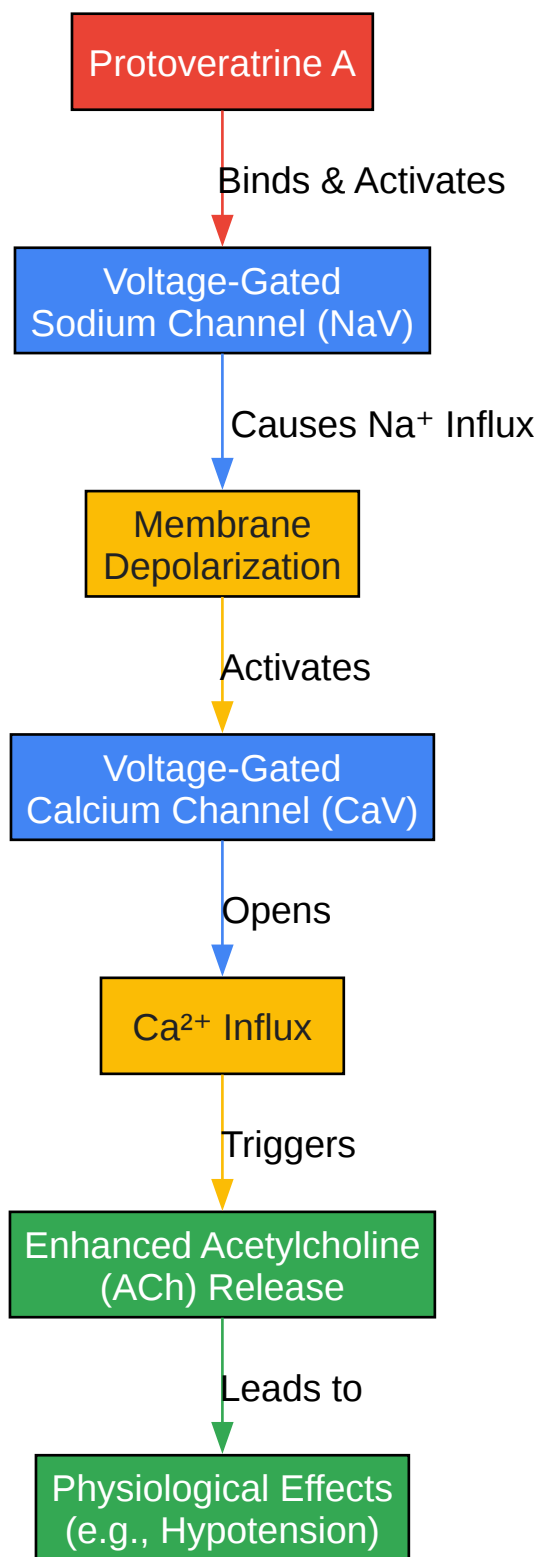 Protoveratrine A
Binds & Activates
Voltage-Gated
Sodium Channel (NaV)
Causes Na⁺ Influx
Membrane
Depolarization
Activates
Voltage-Gated
Calcium Channel (CaV)
Opens
Ca²⁺ Influx
Triggers
Enhanced Acetylcholine
(ACh) Release
Leads to
Physiological Effects
(e.g., Hypotension)